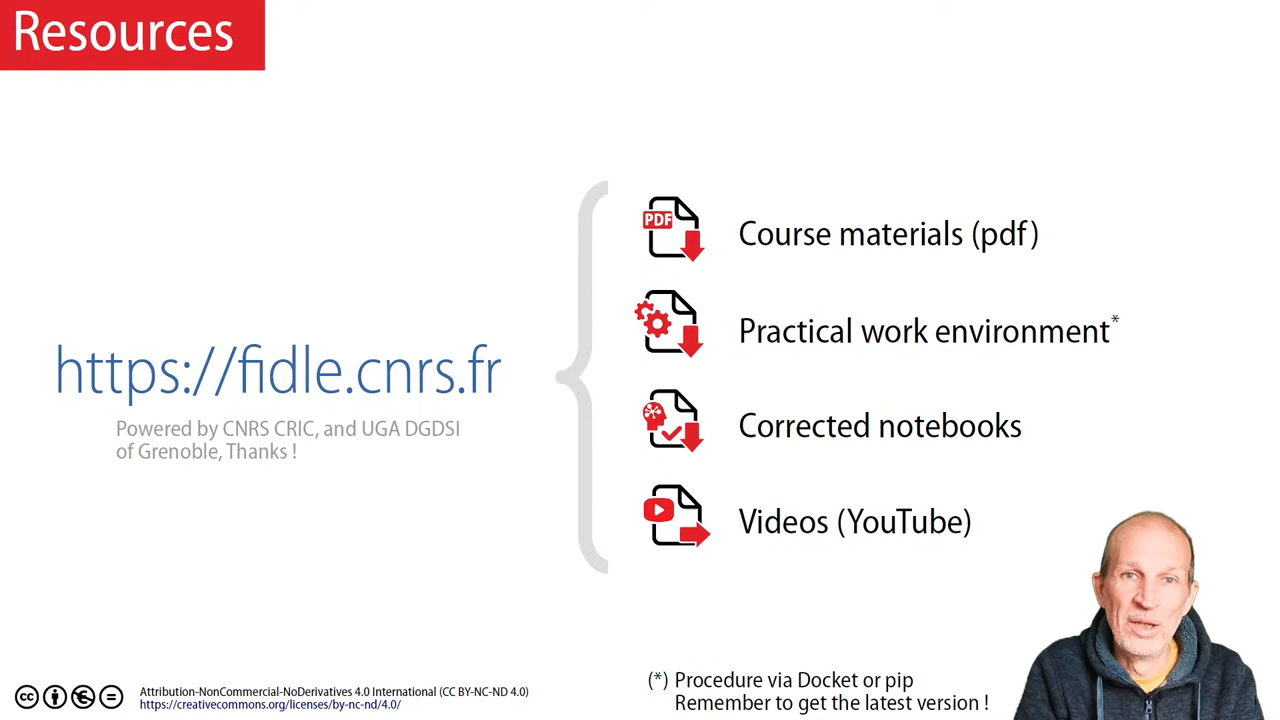 Resources
https://fidle.cnrs.fr
Powered by CNRS CRIC, and UGA DGDSI
of Grenoble, Thanks !
PDF
Course materials (pdf)
Practical work environment*
Corrected notebooks
Videos (YouTube)
(*) Procedure via Docket or pip
Remember to get the latest version !
cc
Attribution-NonCommercial-NoDerivatives 4.0 International (CC BY-NC-ND 4.0)
https://creativecommons.org/licenses/by-nc-nd/4.0/